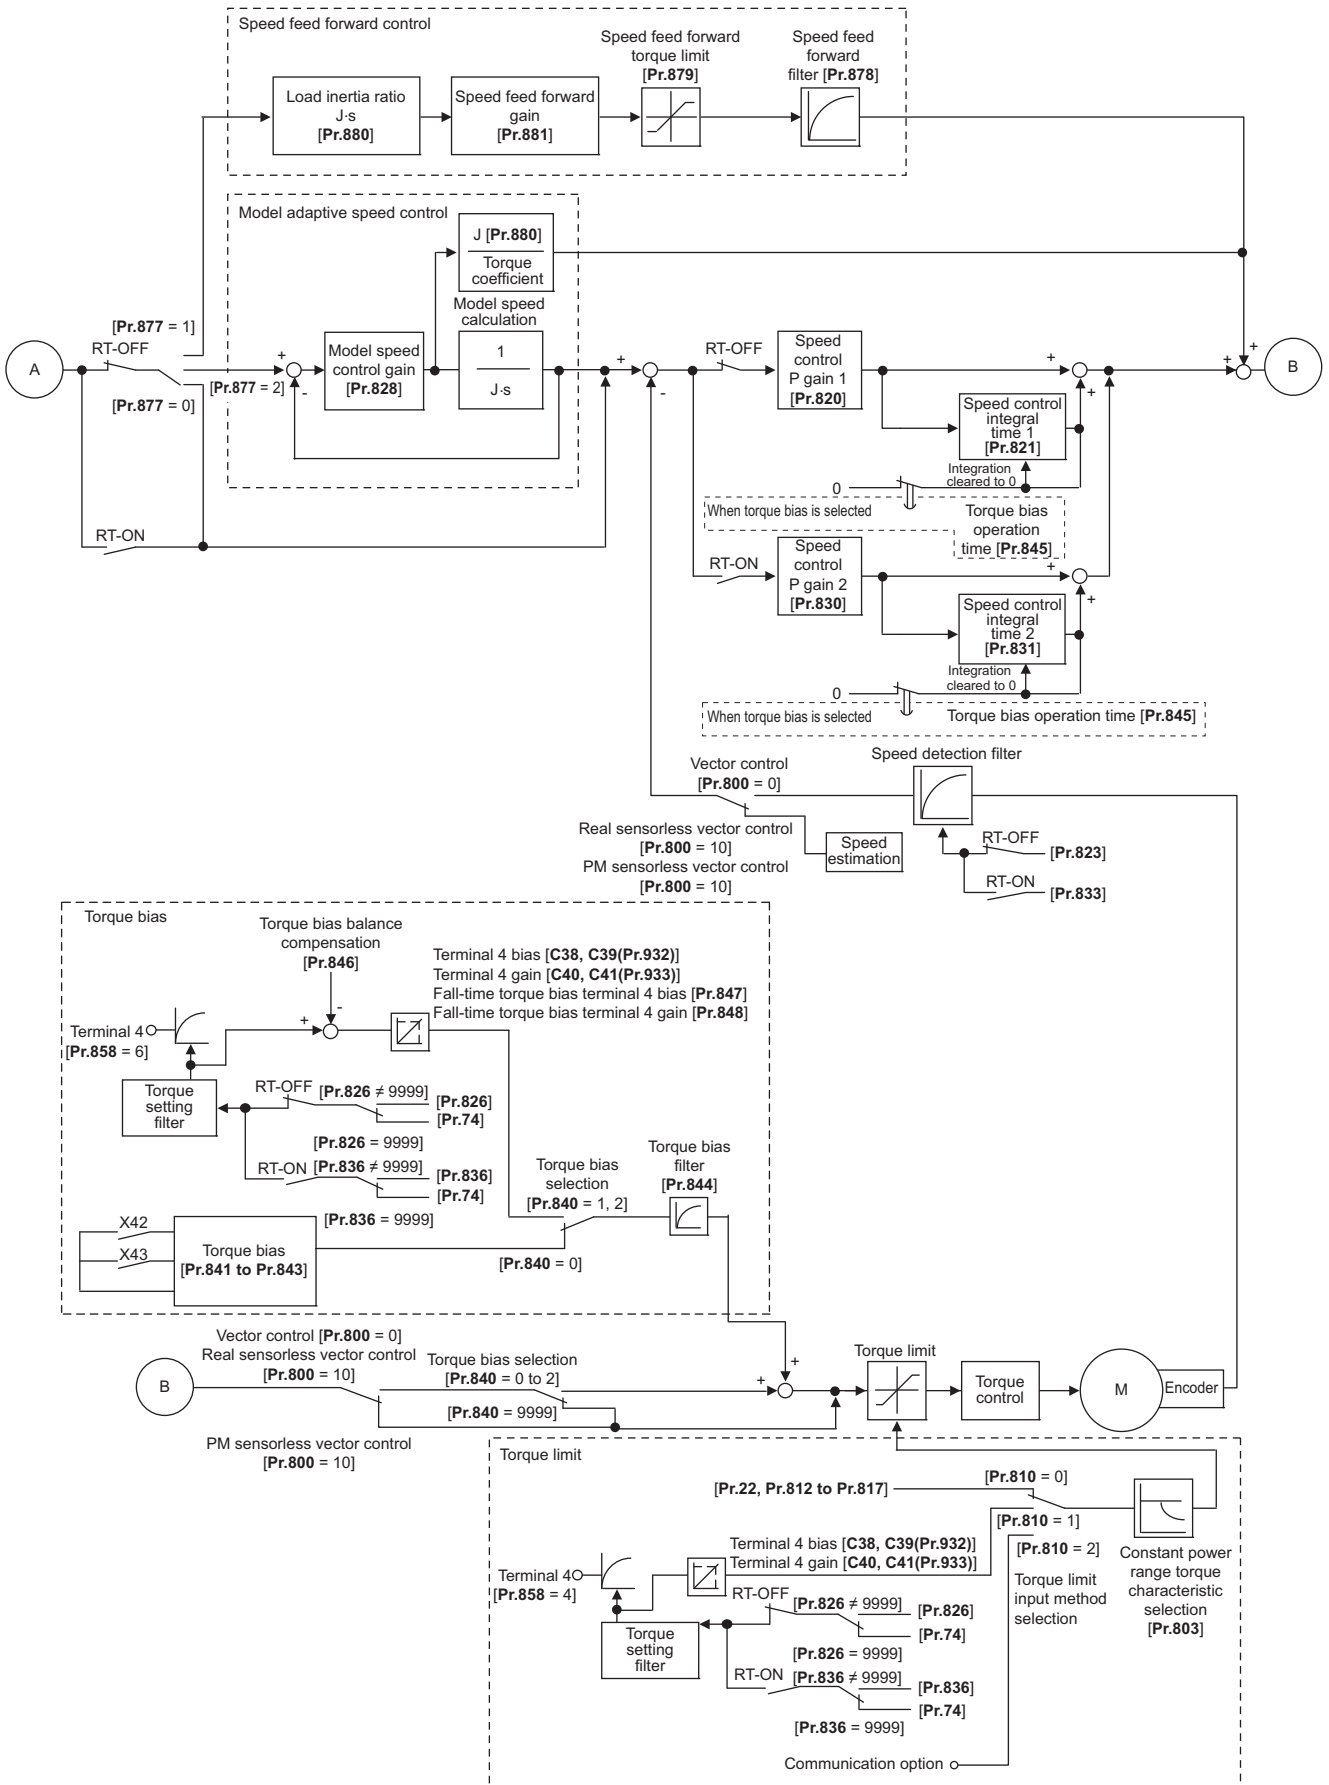 Speed feed forward control
Speed feed forward
torque limit
[Pr.879]
Speed feed
forward
filter [Pr.878]
Load inertia ratio
J·s
[Pr.880]
Speed feed forward
gain
[Pr.881]
Model adaptive speed control
J [Pr.880]
Torque
coefficient
Model speed
calculation
[Pr.877 = 1]
RT-OFF
A
[Pr.877 = 2]
[Pr.877 = 0]
+
-
Model speed
control gain
[Pr.828]
1
J·s
+
-
RT-OFF
Speed
control
P gain 1
[Pr.820]
+
+
+
+
B
Speed control
integral
time 1
[Pr.821]
Integration
cleared to 0
0
When torque bias is selected
Torque bias
operation
time [Pr.845]
RT-ON
RT-ON
Speed
control
P gain 2
[Pr.830]
+
+
Speed control
integral
time 2
[Pr.831]
Integration
cleared to 0
0
When torque bias is selected
Torque bias operation time [Pr.845]
Vector control
[Pr.800 = 0]
Speed detection filter
Real sensorless vector control
[Pr.800 = 10]
PM sensorless vector control
[Pr.800 = 10]
Speed
estimation
RT-OFF
[Pr.823]
RT-ON
[Pr.833]
Torque bias
Torque bias balance
compensation
[Pr.846]
Terminal 4 bias [C38, C39(Pr.932)]
Terminal 4 gain [C40, C41(Pr.933)]
Fall-time torque bias terminal 4 bias [Pr.847]
Fall-time torque bias terminal 4 gain [Pr.848]
-
+
Terminal 4
[Pr.858 = 6]
Torque
setting
filter
RT-OFF
[Pr.826 ≠ 9999]
[Pr.826]
[Pr.74]
[Pr.826 = 9999]
RT-ON
[Pr.836 ≠ 9999]
[Pr.836]
[Pr.74]
[Pr.836 = 9999]
Torque bias
selection
[Pr.840 = 1, 2]
Torque bias
filter
[Pr.844]
X42
X43
Torque bias
[Pr.841 to Pr.843]
[Pr.840 = 0]
Vector control [Pr.800 = 0]
Real sensorless vector control
[Pr.800 = 10]
Torque bias selection
[Pr.840 = 0 to 2]
B
[Pr.840 = 9999]
PM sensorless vector control
[Pr.800 = 10]
+
+
Torque limit
Torque
control
M
Encoder
Torque limit
[Pr.22, Pr.812 to Pr.817]
[Pr.810 = 0]
[Pr.810 = 1]
[Pr.810 = 2]
Torque limit
input method
selection
Constant power
range torque
characteristic
selection
[Pr.803]
Terminal 4 bias [C38, C39(Pr.932)]
Terminal 4 gain [C40, C41(Pr.933)]
Terminal 4
[Pr.858 = 4]
Torque
setting
filter
RT-OFF
[Pr.826 ≠ 9999]
[Pr.826]
[Pr.74]
[Pr.826 = 9999]
RT-ON
[Pr.836 ≠ 9999]
[Pr.836]
[Pr.74]
[Pr.836 = 9999]
Communication option